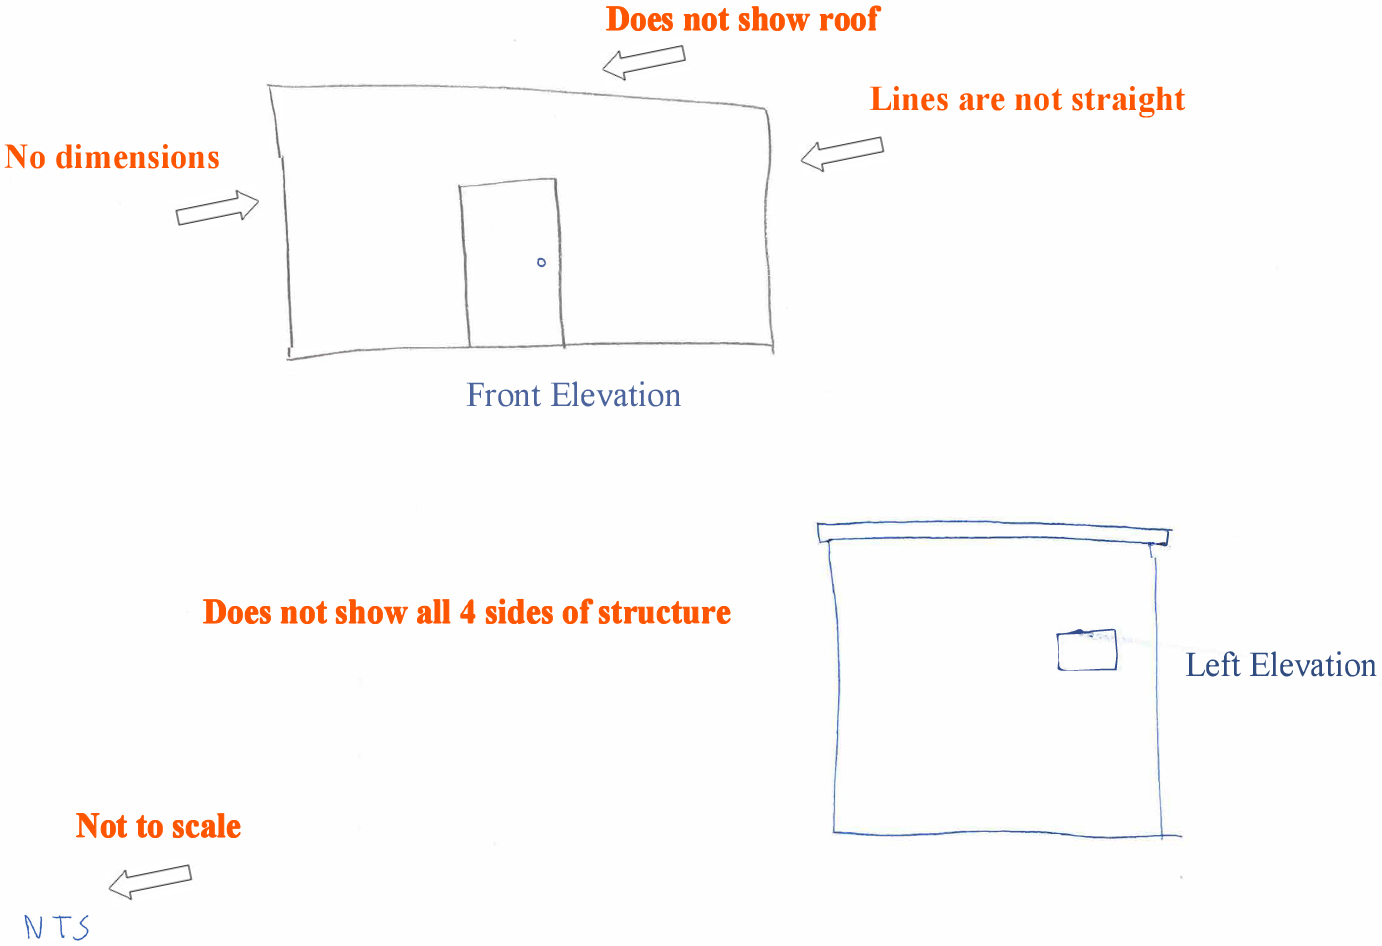 Does not show roof
Lines are not straight
No dimensions
Front Elevation
Does not show all 4 sides of structure
Left Elevation
Not to scale
NTS